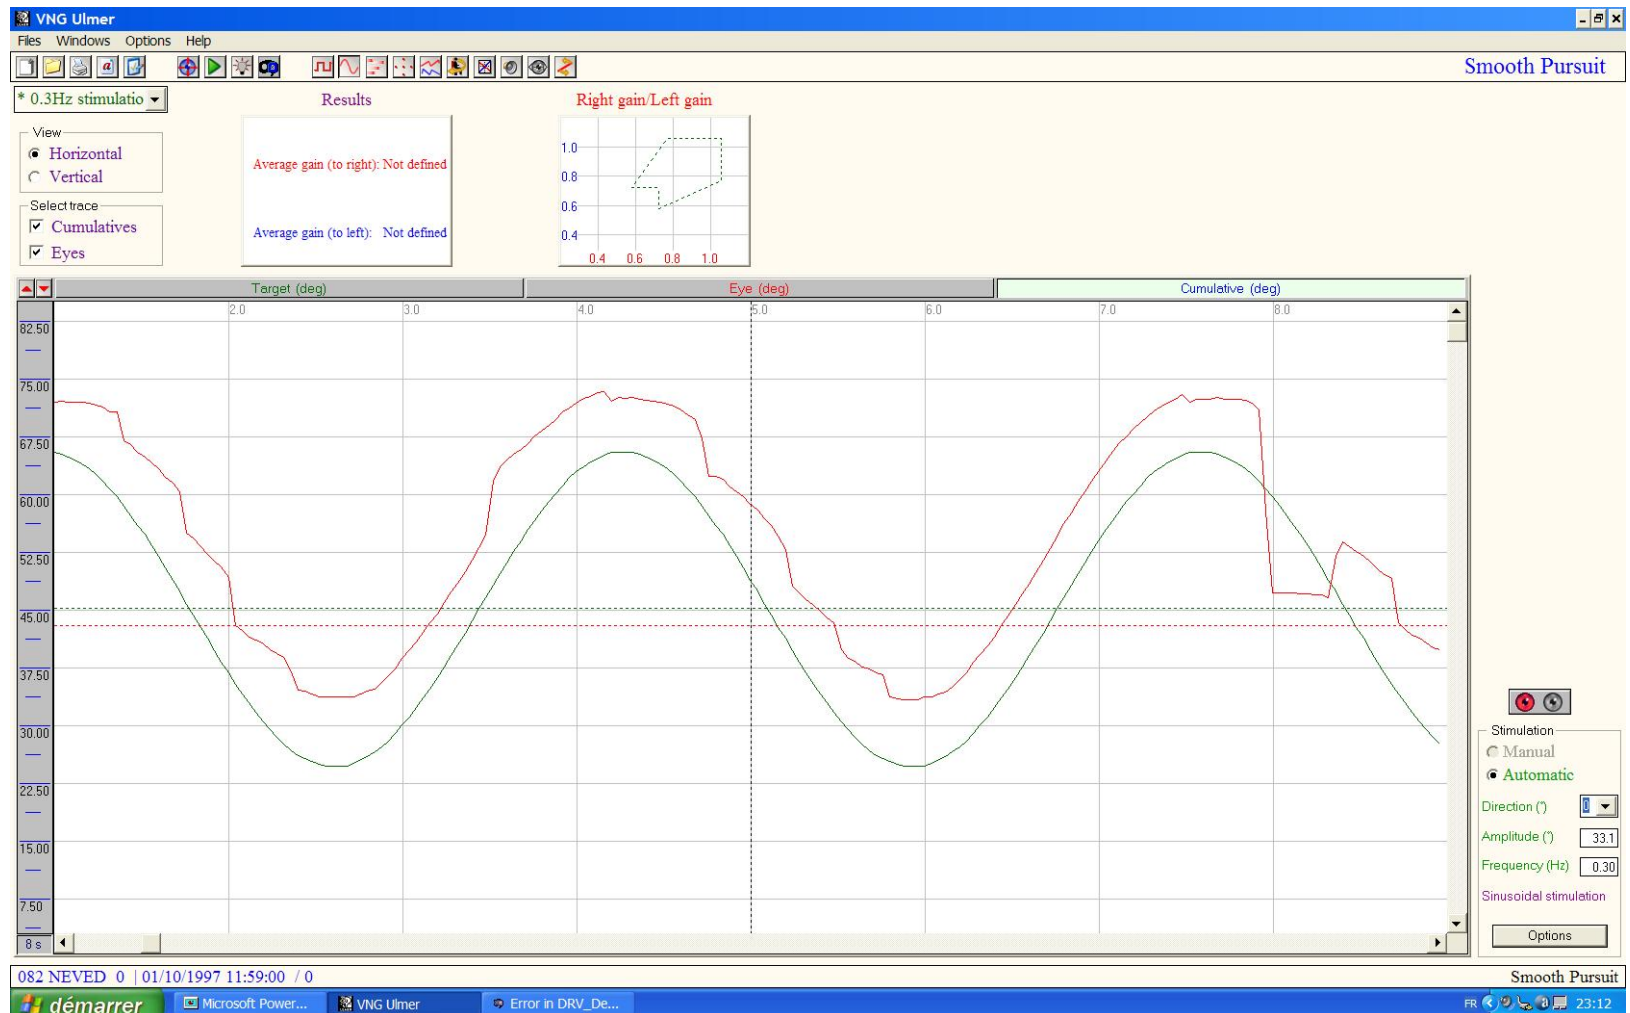 VNG Ulmer
Files Windows Options Help
Smooth Pursuit
* 0.3Hz stimulatio
Results
Right gain/Left gain
View
Horizontal
Vertical
Select trace
Cumulatives
Eyes
Average gain (to right): Not defined
Average gain (to left): Not defined
1.0
0.8
0.6
0.4
0.4 0.6 0.8 1.0
Target (deg)
Eye (deg)
Cumulative (deg)
2.0 3.0 4.0 5.0 6.0 7.0 8.0
82.50
75.00
67.50
60.00
52.50
45.00
37.50
30.00
22.50
15.00
7.50
8 s
Stimulation
Manual
Automatic
Direction (°) 0
Amplitude (°) 33.1
Frequency (Hz) 0.30
Sinusoidal stimulation
Options
082 NEVED 0 | 01/10/1997 11:59:00 / 0
Smooth Pursuit
démarrer
Microsoft Power...
VNG Ulmer
Error in DRV_De...
FR
23:12